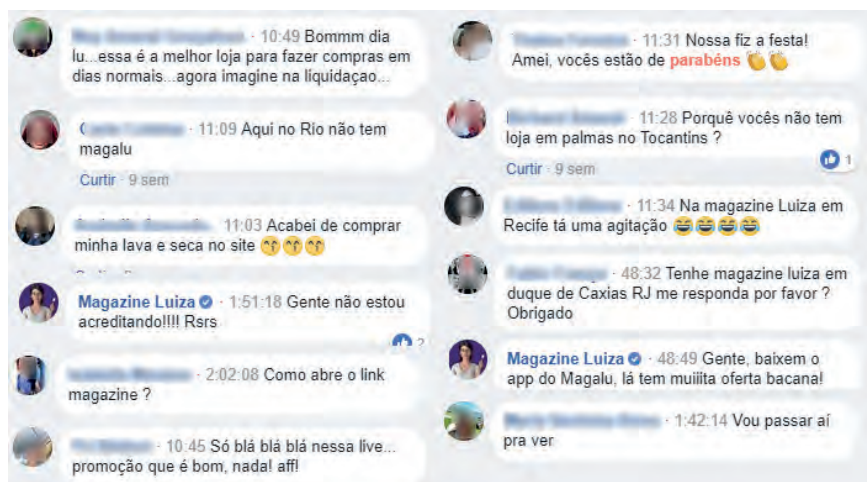 · 10:49 Bommm dia
lu...essa é a melhor loja para fazer compras em
dias normais...agora imagine na liquidaçao...
· 11:09 Aqui no Rio não tem
magalu
Curtir · 9 sem
11:03 Acabei de comprar
minha lava e seca no site 😙😙😙
Magazine Luiza · 1:51:18 Gente não estou
acreditando!!!! Rsrs
2
· 2:02:08 Como abre o link
magazine ?
· 10:45 Só blá blá blá nessa live...
promoção que é bom, nada! aff!
· 11:31 Nossa fiz a festa!
Amei, vocês estão de parabéns 👏👏
· 11:28 Porquê vocês não tem
loja em palmas no Tocantins ?
Curtir · 9 sem
1
· 11:34 Na magazine Luiza em
Recife tá uma agitação 😂😂😂😂
· 48:32 Tenhe magazine luiza em
duque de Caxias RJ me responda por favor ?
Obrigado
Magazine Luiza · 48:49 Gente, baixem o
app do Magalu, lá tem muiiita oferta bacana!
· 1:42:14 Vou passar aí
pra ver